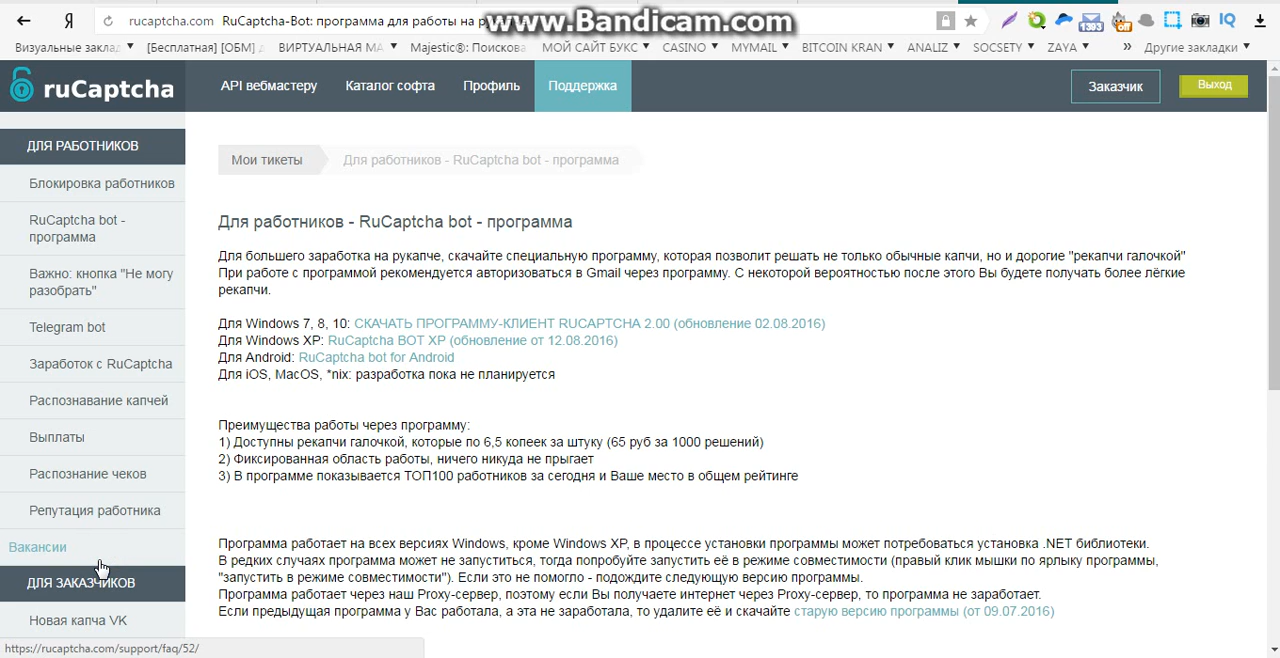 www.Bandicam.com
Я rucaptcha.com RuCaptcha-Bot: программа для работы на
1393
off
IQ
Визуальные заклад [Бесплатная] [ОБМ] ВИРТУАЛЬНАЯ МА Majestic®: Поискова МОЙ САЙТ БУКС CASINO MYMAIL BITCOIN KRAN ANALIZ SOCSETY ZAYA » Другие закладки
ruCaptcha
API вебмастеру Каталог софта Профиль Поддержка Заказчик Выход
ДЛЯ РАБОТНИКОВ
Блокировка работников
RuCaptcha bot -
программа
Важно: кнопка "Не могу
разобрать"
Telegram bot
Заработок с RuCaptcha
Распознавание капчей
Выплаты
Распознание чеков
Репутация работника
Вакансии
ДЛЯ ЗАКАЗЧИКОВ
Новая капча VK
https://rucaptcha.com/support/faq/52/
Мои тикеты Для работников - RuCaptcha bot - программа
Для работников - RuCaptcha bot - программа
Для большего заработка на рукапче, скачайте специальную программу, которая позволит решать не только обычные капчи, но и дорогие "рекапчи галочкой"
При работе с программой рекомендуется авторизоваться в Gmail через программу. С некоторой вероятностью после этого Вы будете получать более лёгкие
рекапчи.
Для Windows 7, 8, 10: СКАЧАТЬ ПРОГРАММУ-КЛИЕНТ RUCAPTCHA 2.00 (обновление 02.08.2016)
Для Windows XP: RuCaptcha BOT XP (обновление от 12.08.2016)
Для Android: RuCaptcha bot for Android
Для iOS, MacOS, *nix: разработка пока не планируется
Преимущества работы через программу:
1) Доступны рекапчи галочкой, которые по 6,5 копеек за штуку (65 руб за 1000 решений)
2) Фиксированная область работы, ничего никуда не прыгает
3) В программе показывается ТОП100 работников за сегодня и Ваше место в общем рейтинге
Программа работает на всех версиях Windows, кроме Windows XP, в процессе установки программы может потребоваться установка .NET библиотеки.
В редких случаях программа может не запуститься, тогда попробуйте запустить её в режиме совместимости (правый клик мышки по ярлыку программы,
"запустить в режиме совместимости"). Если это не помогло - подождите следующую версию программы.
Программа работает через наш Proxy-сервер, поэтому если Вы получаете интернет через Proxy-сервер, то программа не заработает.
Если предыдущая программа у Вас работала, а эта не заработала, то удалите её и скачайте старую версию программы (от 09.07.2016)